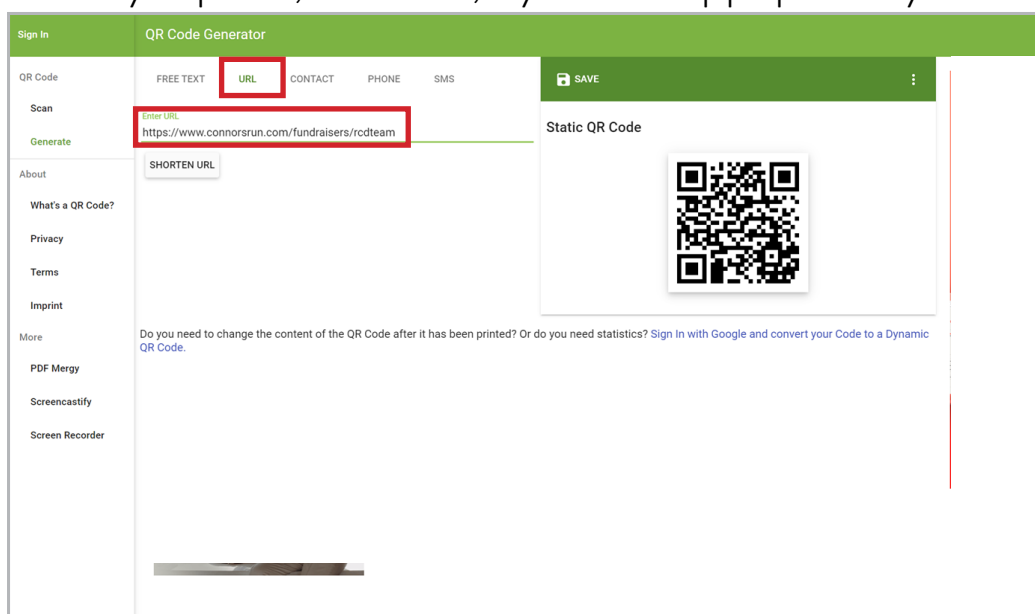 Sign In
QR Code Generator
QR Code
Scan
Generate
About
What's a QR Code?
Privacy
Terms
Imprint
More
PDF Mergy
Screencastify
Screen Recorder
FREE TEXT URL CONTACT PHONE SMS
Enter URL
https://www.connorsrun.com/fundraisers/rcdteam
SHORTEN URL
SAVE
Static QR Code
Do you need to change the content of the QR Code after it has been printed? Or do you need statistics? Sign In with Google and convert your Code to a Dynamic
QR Code.